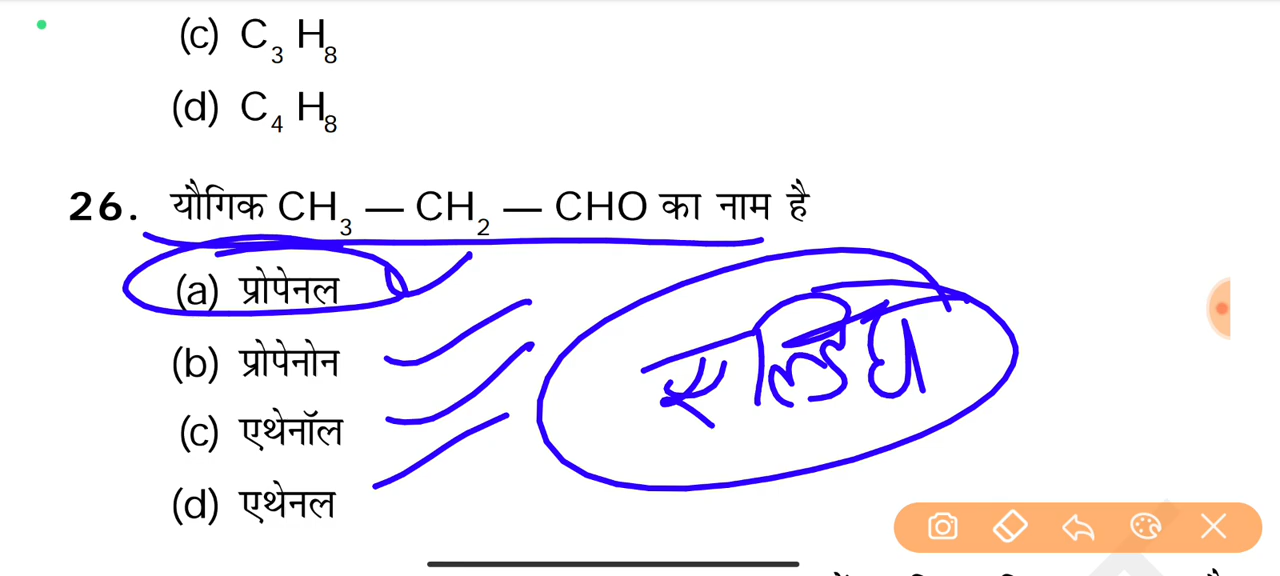 (c) C₃ H₈
(d) C₄ H₈
26. यौगिक CH₃ — CH₂ — CHO का नाम है
(a) प्रोपेनल
(b) प्रोपेनोन
(c) एथेनॉल
(d) एथेनल